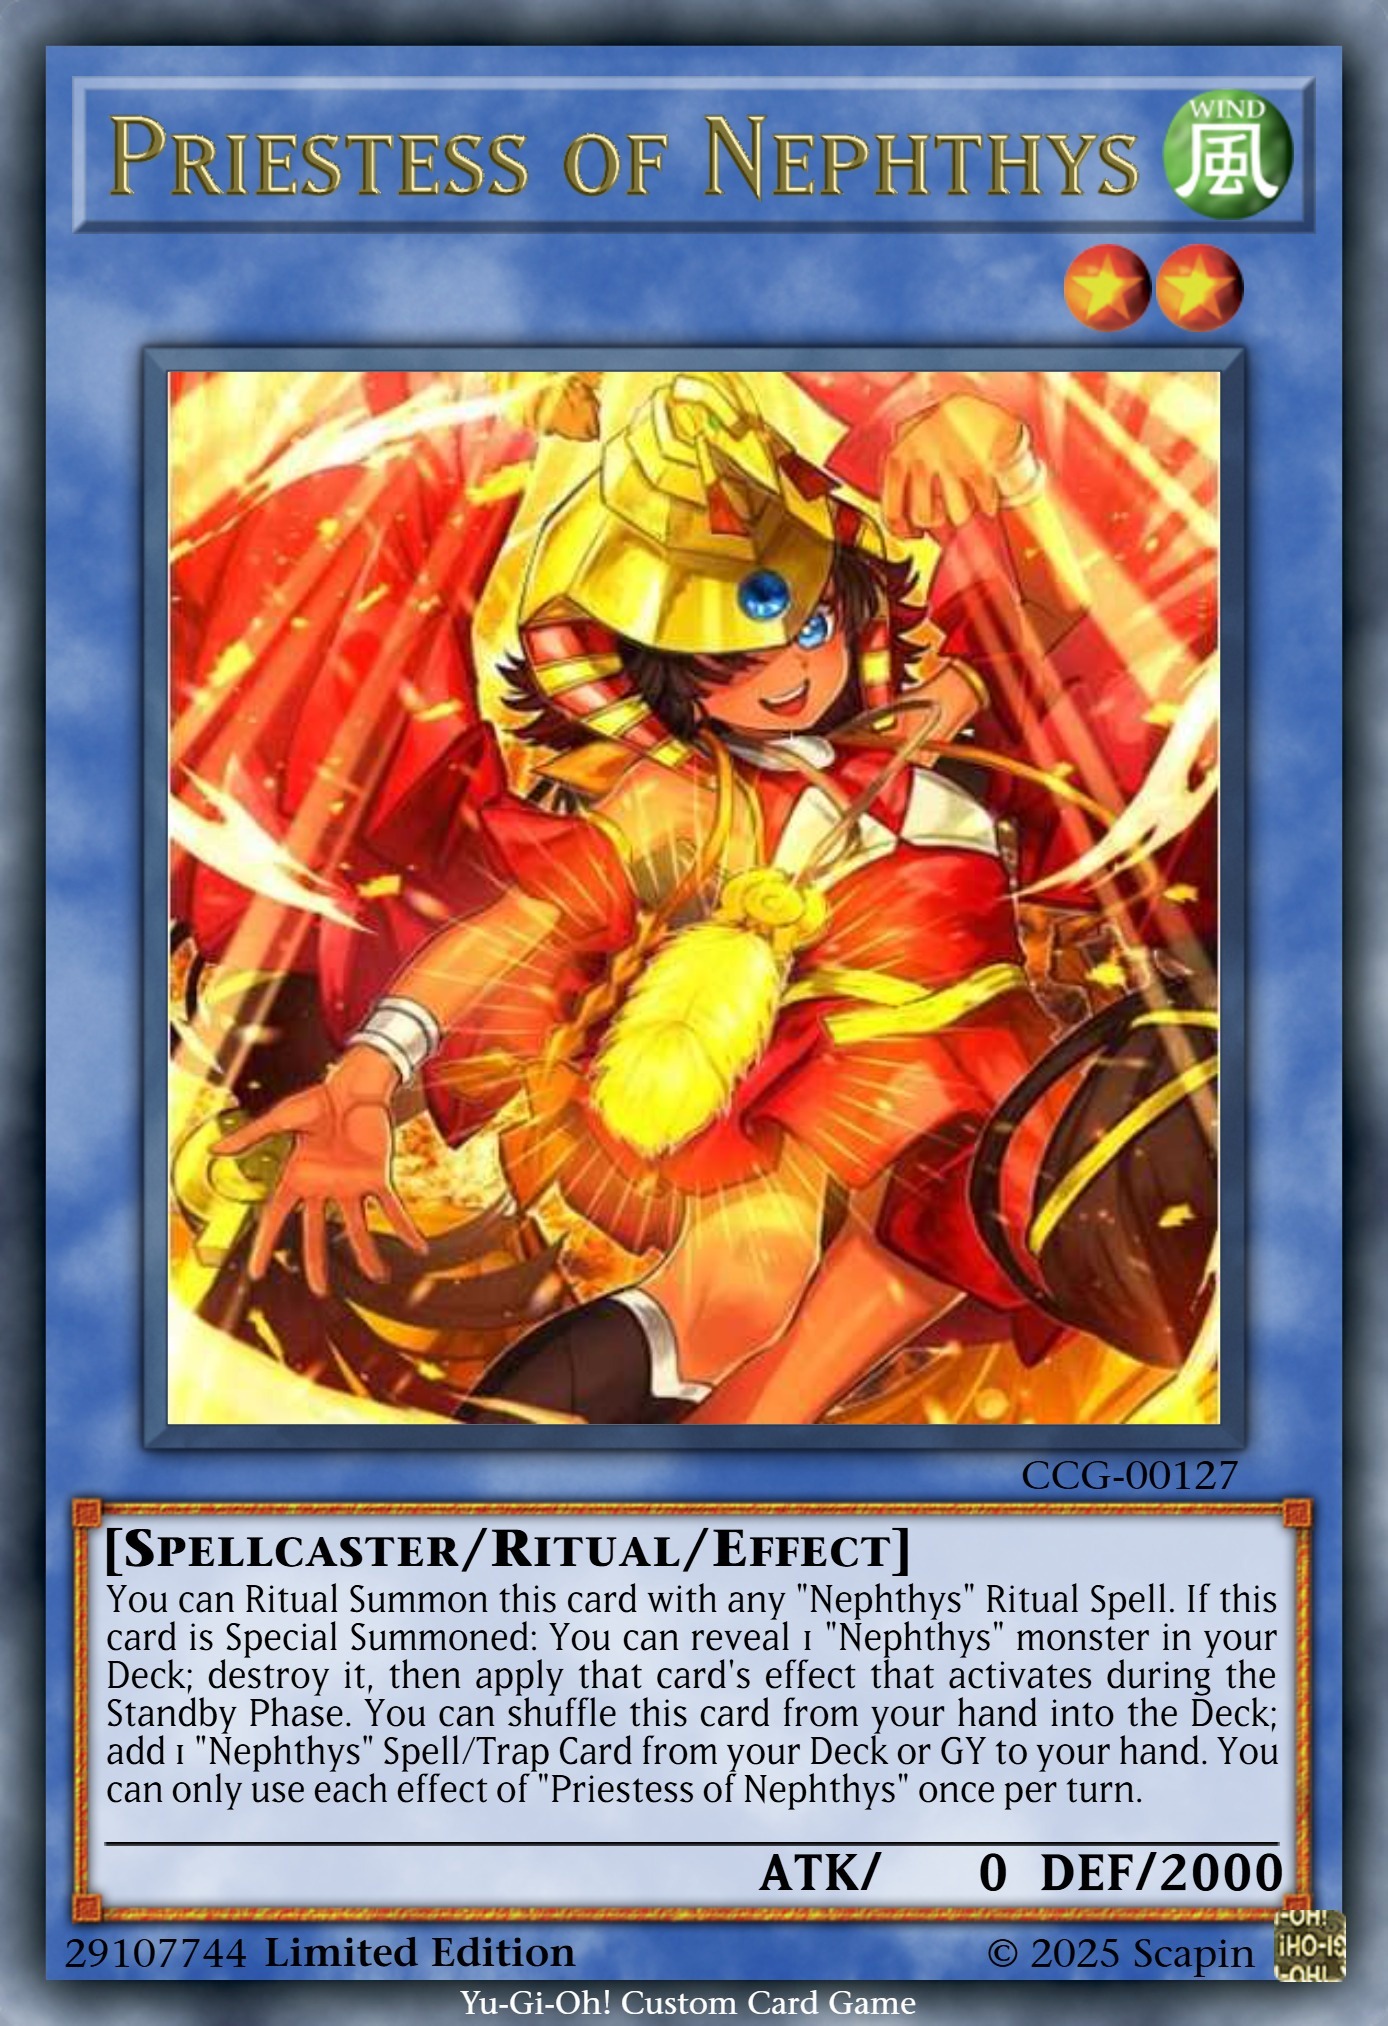 PRIESTESS OF NEPHTHYS
WIND
風
CCG-00127
[SPELLCASTER/RITUAL/EFFECT]
You can Ritual Summon this card with any "Nephthys" Ritual Spell. If this
card is Special Summoned: You can reveal 1 "Nephthys" monster in your
Deck; destroy it, then apply that card's effect that activates during the
Standby Phase. You can shuffle this card from your hand into the Deck;
add 1 "Nephthys" Spell/Trap Card from your Deck or GY to your hand. You
can only use each effect of "Priestess of Nephthys" once per turn.
ATK/ 0 DEF/2000
29107744 Limited Edition © 2025 Scapin
Yu-Gi-Oh! Custom Card Game